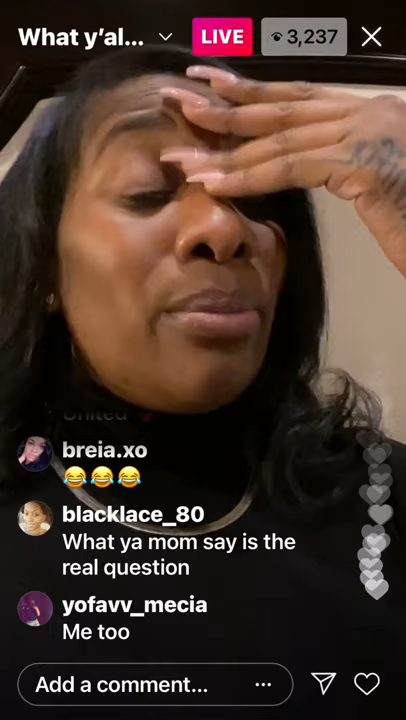 What y'al...
LIVE
3,237
United
breia.xo
😂😂😂
blacklace_80
What ya mom say is the
real question
yofavv_mecia
Me too
Add a comment...